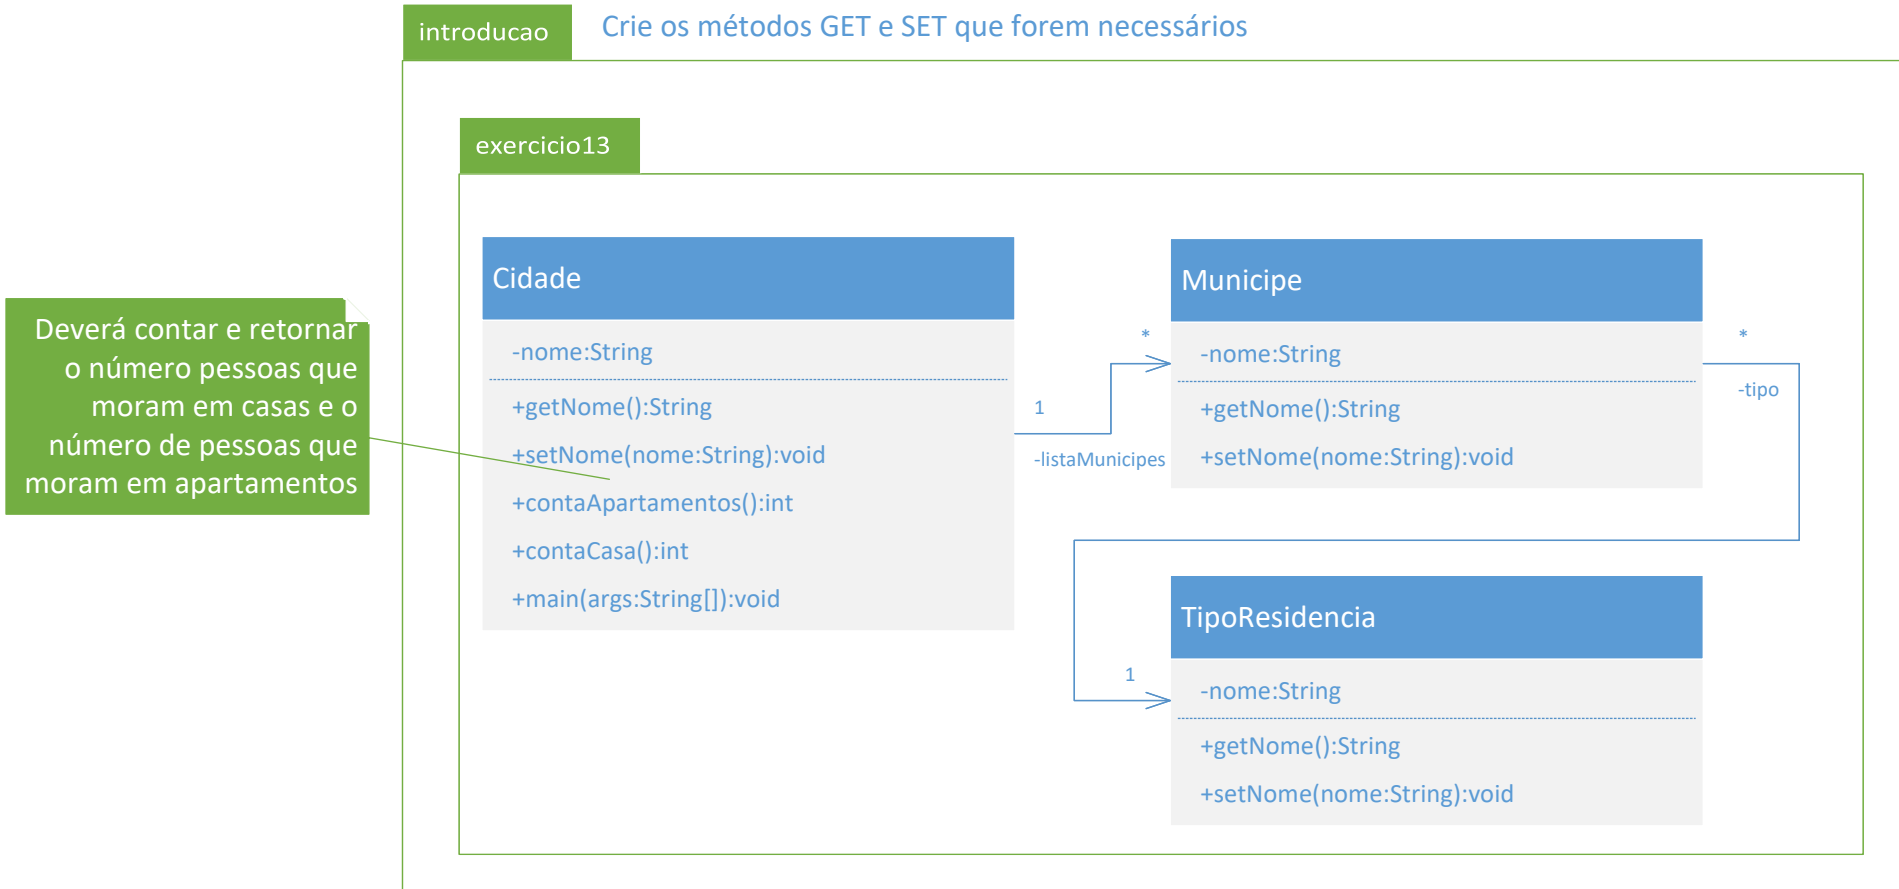 introducao
Crie os métodos GET e SET que forem necessários
exercicio13
Deverá contar e retornar
o número pessoas que
moram em casas e o
número de pessoas que
moram em apartamentos
Cidade
-nome:String
+getNome():String
+setNome(nome:String):void
+contaApartamentos():int
+contaCasa():int
+main(args:String[]):void
1
-listaMunicipes
*
Municipe
-nome:String
+getNome():String
+setNome(nome:String):void
*
-tipo
1
TipoResidencia
-nome:String
+getNome():String
+setNome(nome:String):void